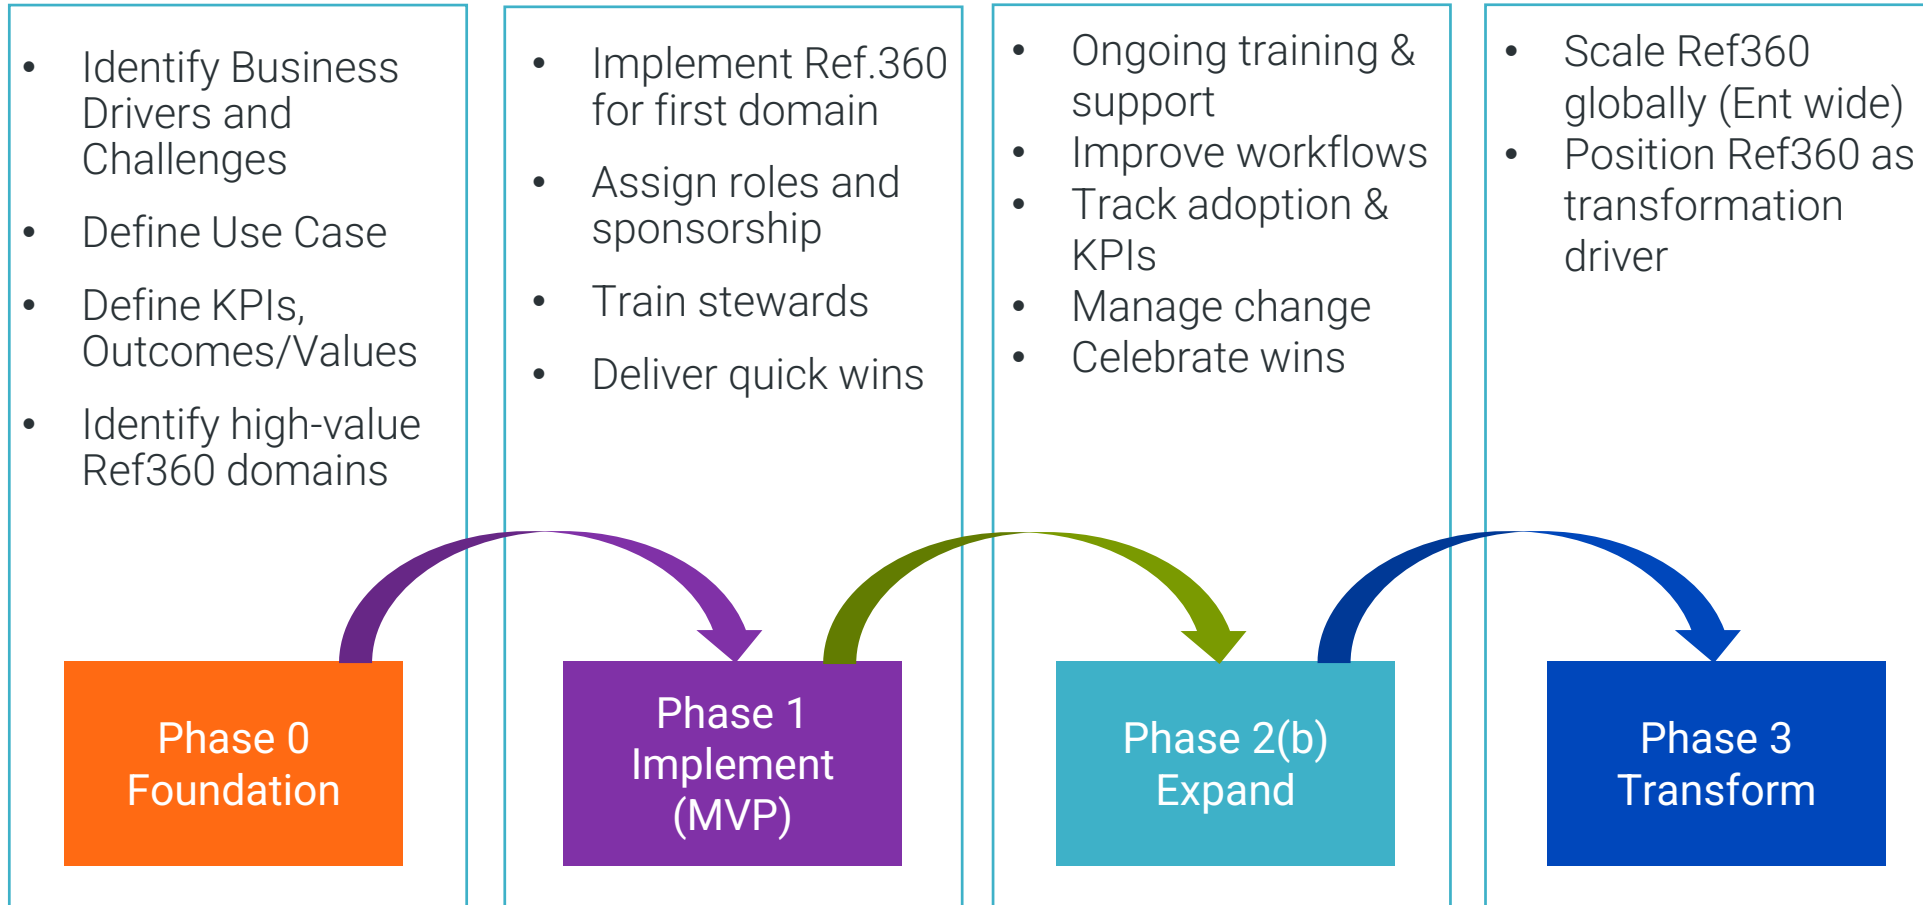 • Identify Business
Drivers and
Challenges
• Define Use Case
• Define KPIs,
Outcomes/Values
• Identify high-value
Ref360 domains
Phase 0
Foundation
• Implement Ref.360
for first domain
• Assign roles and
sponsorship
• Train stewards
• Deliver quick wins
Phase 1
Implement
(MVP)
• Ongoing training &
support
• Improve workflows
• Track adoption &
KPIs
• Manage change
• Celebrate wins
Phase 2(b)
Expand
• Scale Ref360
globally (Ent wide)
• Position Ref360 as
transformation
driver
Phase 3
Transform